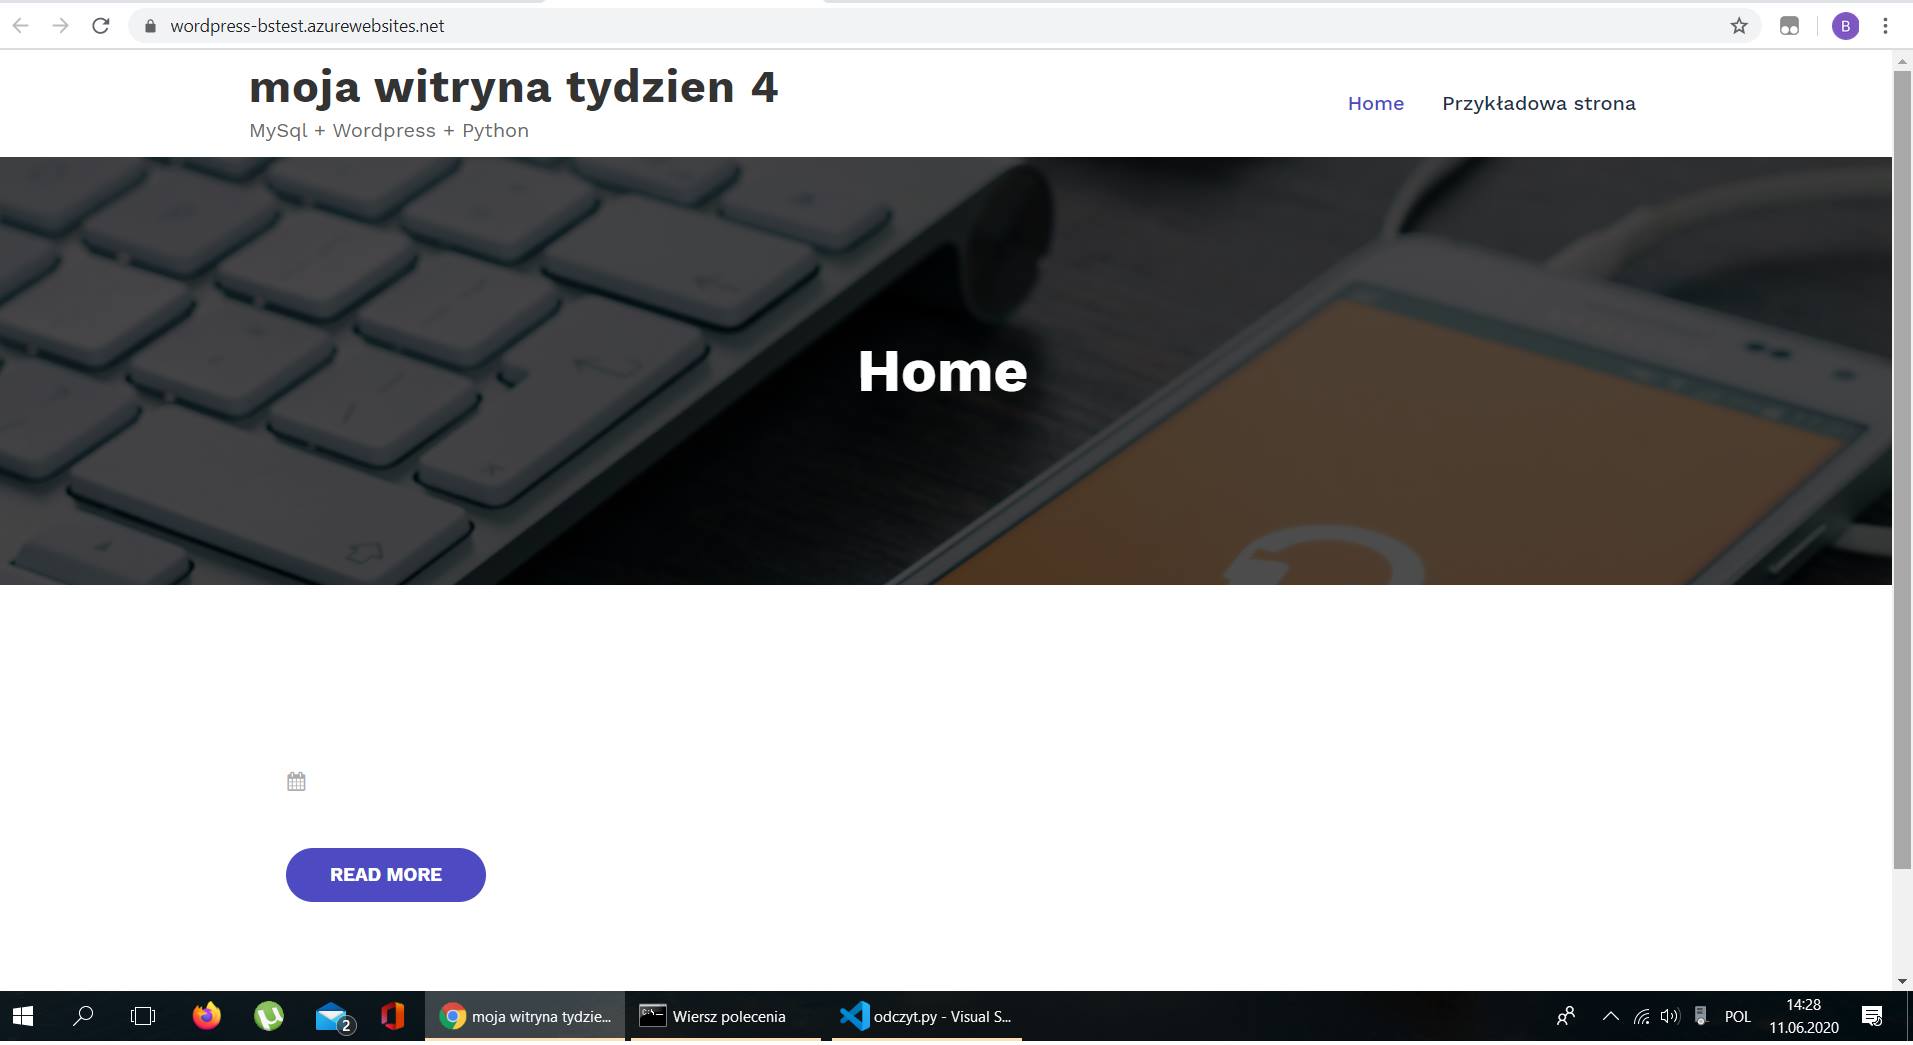 wordpress-bstest.azurewebsites.net
B
moja witryna tydzien 4
MySql + Wordpress + Python
Home
Przykładowa strona
Home
READ MORE
2
moja witryna tydzie...
Wiersz polecenia
odczyt.py - Visual S...
POL
14:28
11.06.2020